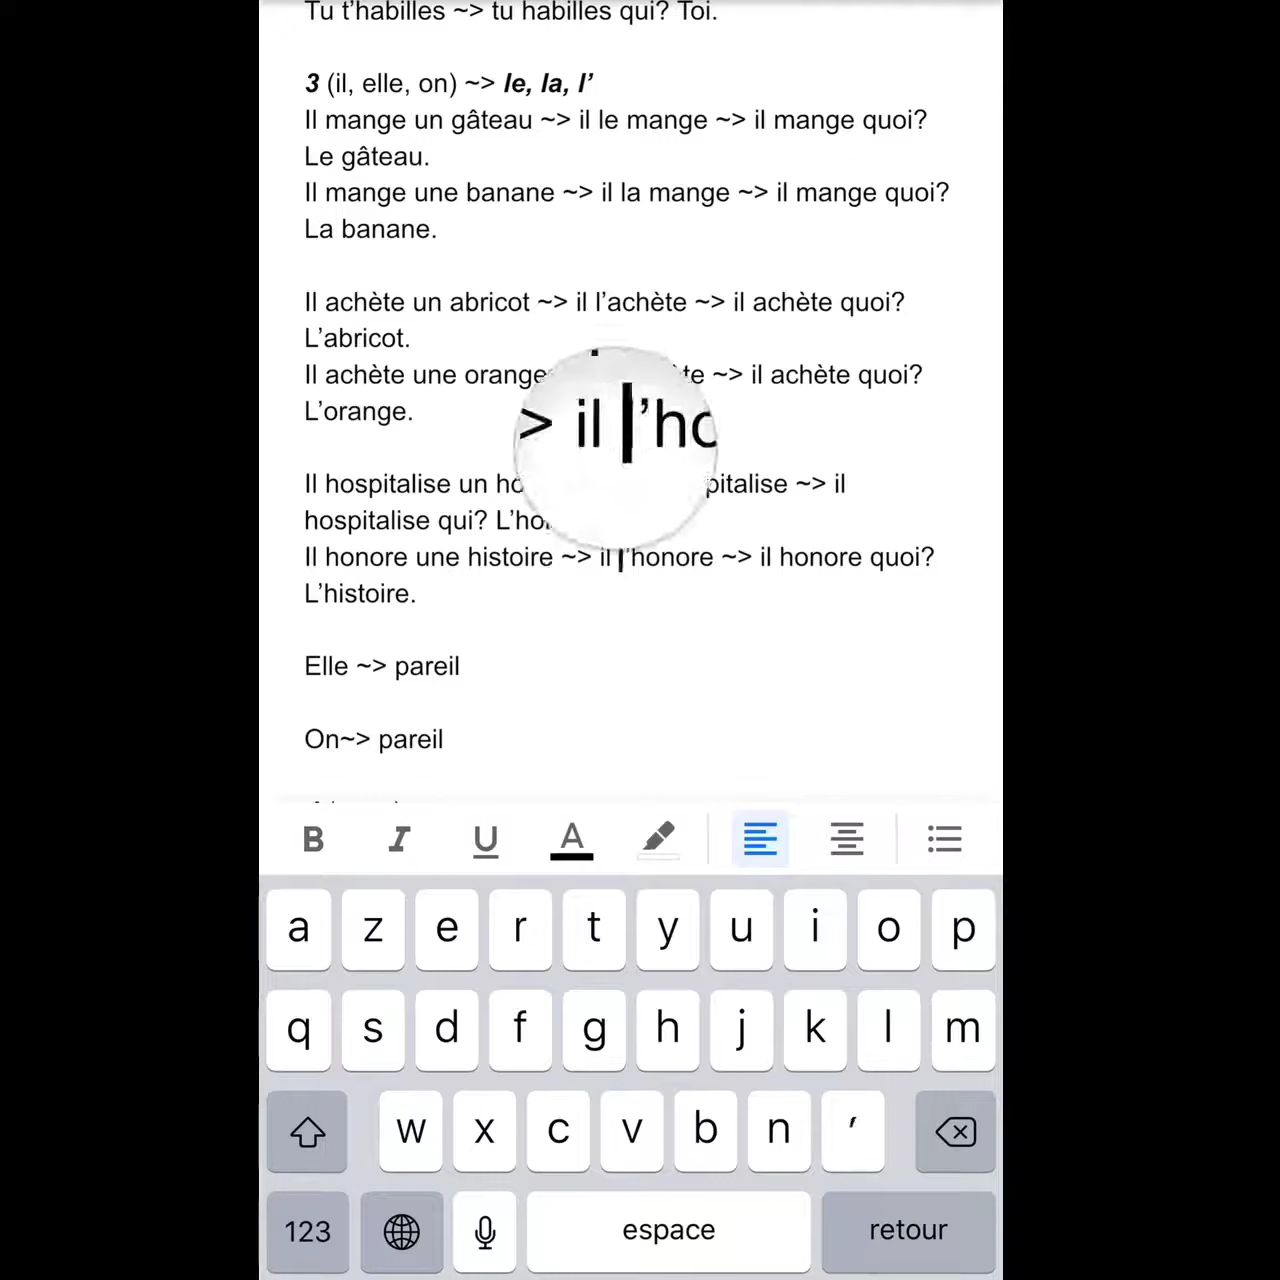 Tu t'habilles ~> tu habilles qui? Toi.
3 (il, elle, on) ~> le, la, l'
Il mange un gâteau ~> il le mange ~> il mange quoi?
Le gâteau.
Il mange une banane ~> il la mange ~> il mange quoi?
La banane.
Il achète un abricot ~> il l'achète ~> il achète quoi?
L'abricot.
Il achète une orange te ~> il achète quoi?
L'orange.
> il l'ho
Il hospitalise un ho pitalise ~> il
hospitalise qui? L'ho
Il honore une histoire ~> il l'honore ~> il honore quoi?
L'histoire.
Elle ~> pareil
On~> pareil
B I U A
a z e r t y u i o p
q s d f g h j k l m
w x c v b n '
123 espace retour